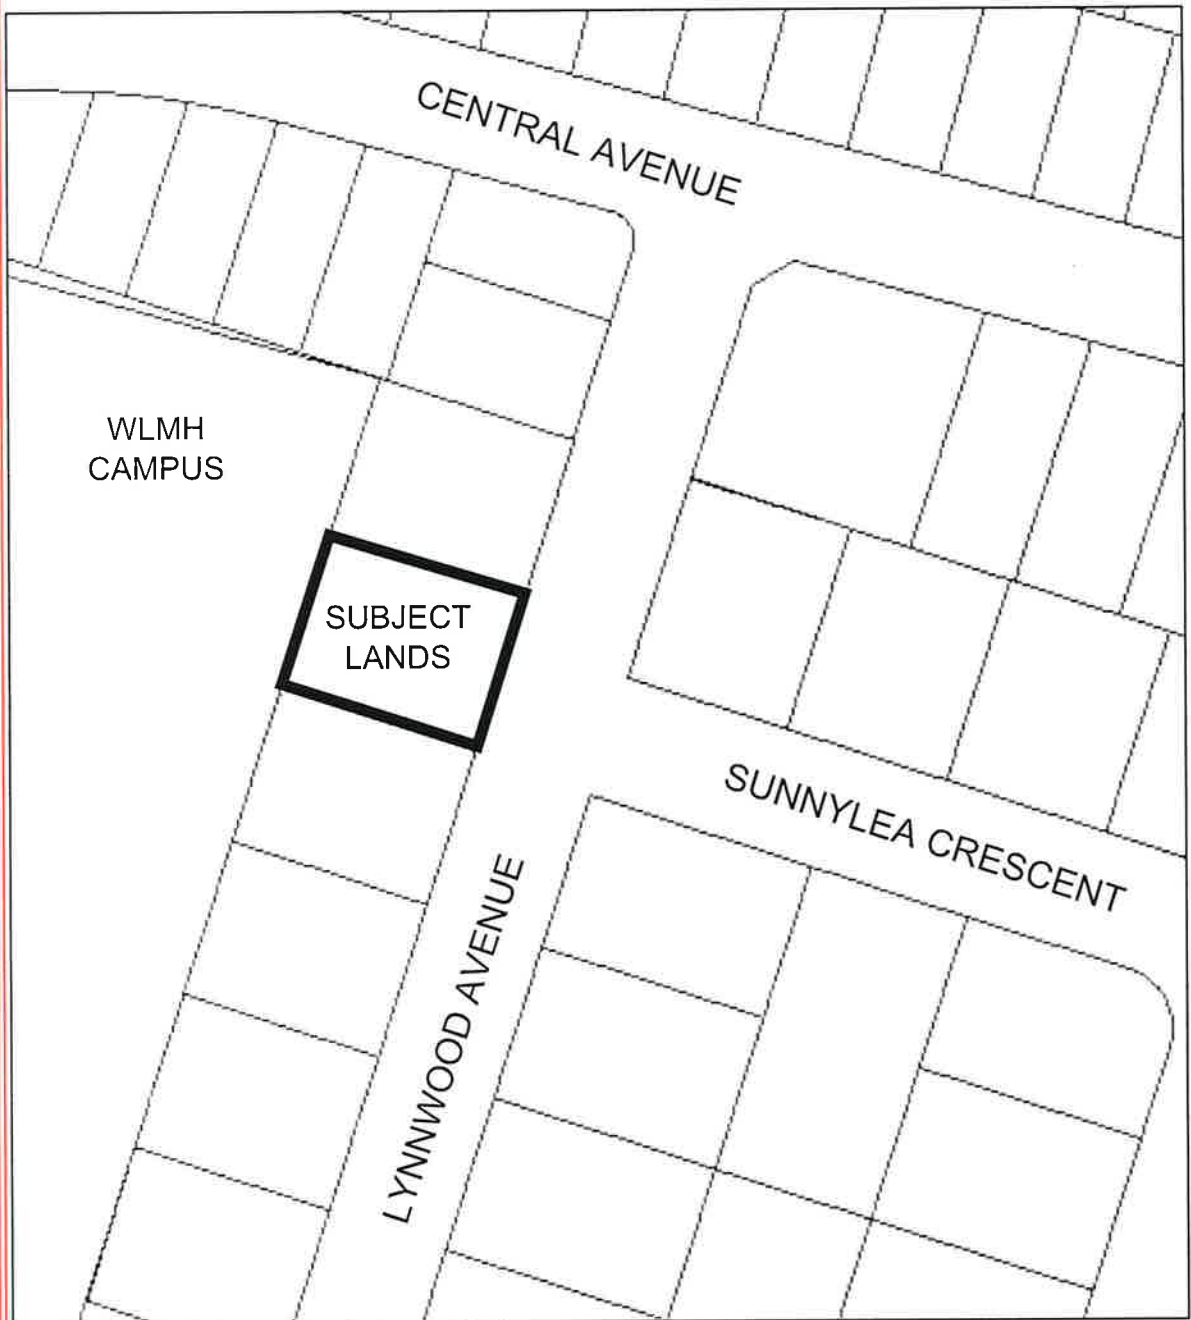 CENTRAL AVENUE
WLMH
CAMPUS
SUBJECT
LANDS
SUNNYLEA CRESCENT
LYNNWOOD AVENUE